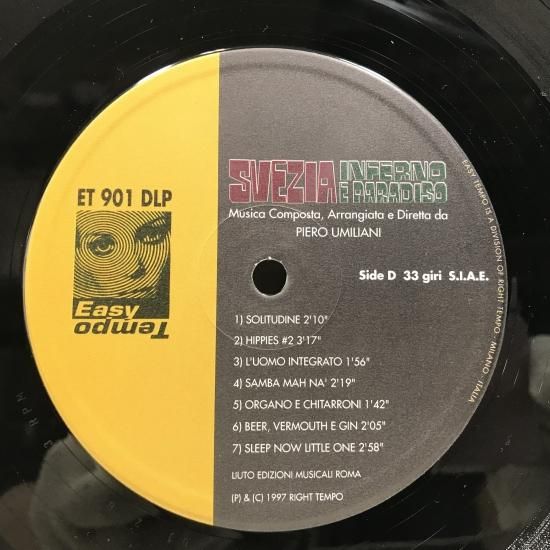 ET 901 DLP
Easy
Tempo
SVEZIA INFERNO
E PARADISO
Musica Composta, Arrangiata e Diretta da
PIERO UMILIANI
Side D 33 giri S.I.A.E.
1) SOLITUDINE 2'10"
2) HIPPIES #2 3'17"
3) L'UOMO INTEGRATO 1'56"
4) SAMBA MAH NA' 2'19"
5) ORGANO E CHITARRONI 1'42"
6) BEER, VERMOUTH E GIN 2'05"
7) SLEEP NOW LITTLE ONE 2'58"
LIUTO EDIZIONI MUSICALI ROMA
(P) & (C) 1997 RIGHT TEMPO
EASY TEMPO IS A DIVISION OF RIGHT TEMPO - MILANO - ITALIA
3 RPM